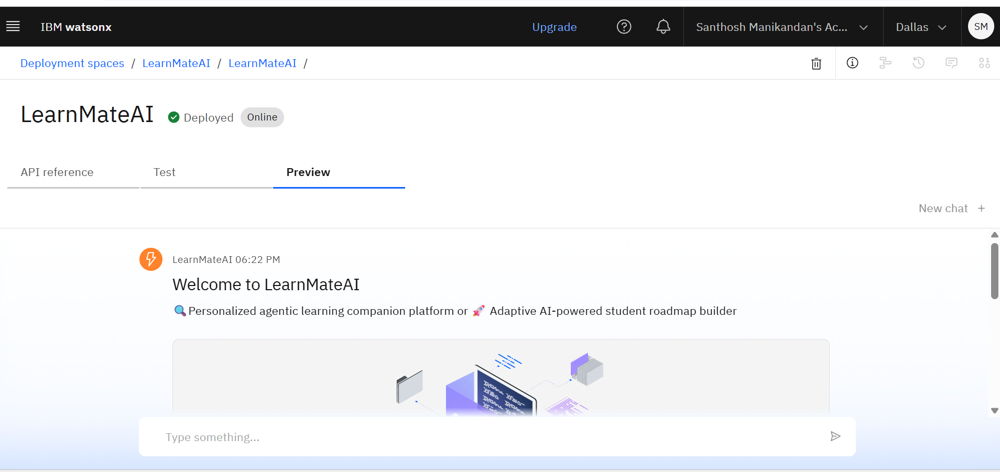 IBM watsonx
Upgrade
Santhosh Manikandan's Ac...
Dallas
SM
Deployment spaces / LearnMateAI / LearnMateAI /
LearnMateAI
Deployed
Online
API reference
Test
Preview
New chat +
LearnMateAI 06:22 PM
Welcome to LearnMateAI
🔍Personalized agentic learning companion platform or 🚀 Adaptive AI-powered student roadmap builder
Type something...